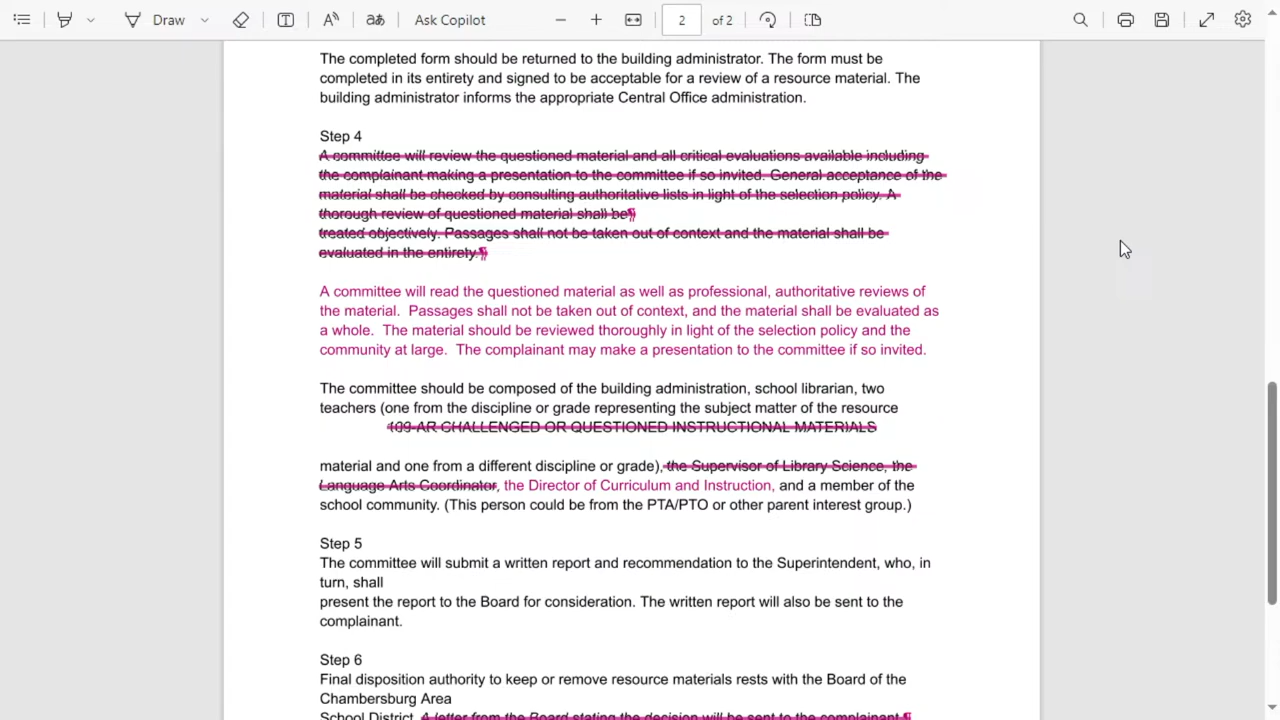 Draw
Ask Copilot
2 of 2
The completed form should be returned to the building administrator. The form must be
completed in its entirety and signed to be acceptable for a review of a resource material. The
building administrator informs the appropriate Central Office administration.
Step 4
A committee will review the questioned material and all critical evaluations available including
the complainant making a presentation to the committee if so invited. General acceptance of the
material shall be checked by consulting authoritative lists in light of the selection policy. A
thorough review of questioned material shall be¶
treated objectively. Passages shall not be taken out of context and the material shall be
evaluated in the entirety.¶
A committee will read the questioned material as well as professional, authoritative reviews of
the material.  Passages shall not be taken out of context, and the material shall be evaluated as
a whole.  The material should be reviewed thoroughly in light of the selection policy and the
community at large.  The complainant may make a presentation to the committee if so invited.
The committee should be composed of the building administration, school librarian, two
teachers (one from the discipline or grade representing the subject matter of the resource
109-AR CHALLENGED OR QUESTIONED INSTRUCTIONAL MATERIALS
material and one from a different discipline or grade), the Supervisor of Library Science, the
Language Arts Coordinator, the Director of Curriculum and Instruction, and a member of the
school community. (This person could be from the PTA/PTO or other parent interest group.)
Step 5
The committee will submit a written report and recommendation to the Superintendent, who, in
turn, shall
present the report to the Board for consideration. The written report will also be sent to the
complainant.
Step 6
Final disposition authority to keep or remove resource materials rests with the Board of the
Chambersburg Area
School District. A letter from the Board stating the decision will be sent to the complainant.¶